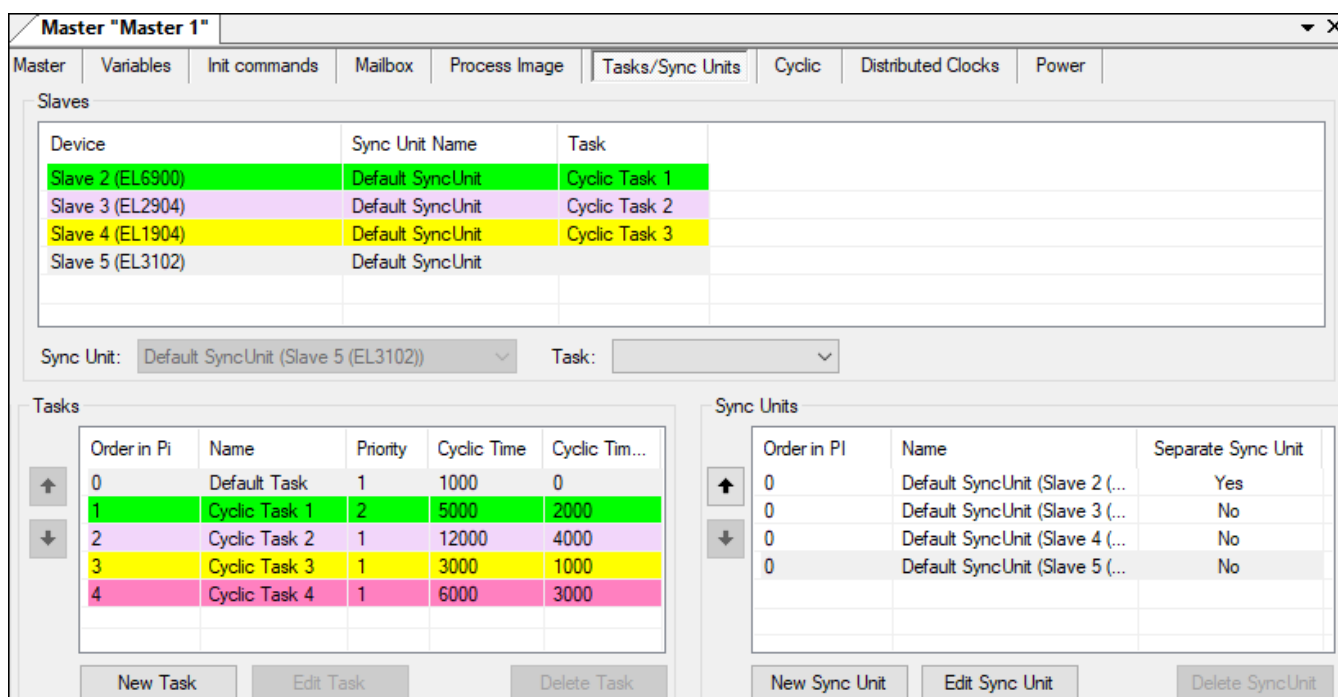 Master "Master 1"
Master Variables Init commands Mailbox Process Image Tasks/Sync Units Cyclic Distributed Clocks Power
Slaves
Device Sync Unit Name Task
Slave 2 (EL6900) Default SyncUnit Cyclic Task 1
Slave 3 (EL2904) Default SyncUnit Cyclic Task 2
Slave 4 (EL1904) Default SyncUnit Cyclic Task 3
Slave 5 (EL3102) Default SyncUnit
Sync Unit: Default SyncUnit (Slave 5 (EL3102)) Task:
Tasks
Order in Pi Name Priority Cyclic Time Cyclic Tim...
0 Default Task 1 1000 0
1 Cyclic Task 1 2 5000 2000
2 Cyclic Task 2 1 12000 4000
3 Cyclic Task 3 1 3000 1000
4 Cyclic Task 4 1 6000 3000
New Task Edit Task Delete Task
Sync Units
Order in PI Name Separate Sync Unit
0 Default SyncUnit (Slave 2 (... Yes
0 Default SyncUnit (Slave 3 (... No
0 Default SyncUnit (Slave 4 (... No
0 Default SyncUnit (Slave 5 (... No
New Sync Unit Edit Sync Unit Delete SyncUnit